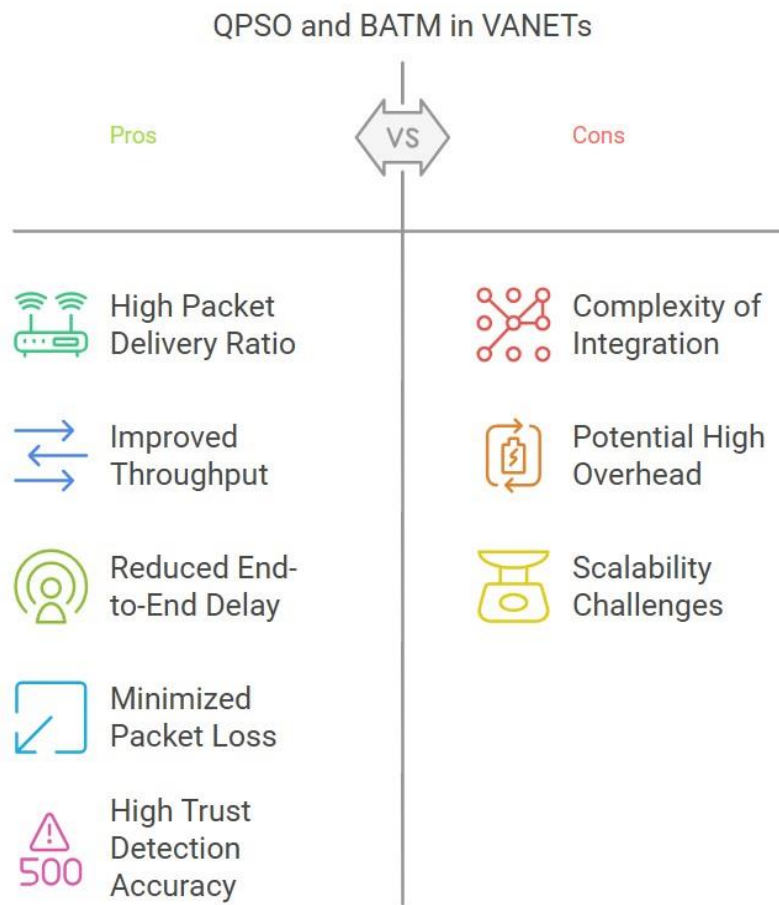 QPSO and BATM in VANETs
Pros
VS
Cons
High Packet
Delivery Ratio
Improved
Throughput
Reduced End-
to-End Delay
Minimized
Packet Loss
500
High Trust
Detection
Accuracy
Complexity of
Integration
Potential High
Overhead
Scalability
Challenges